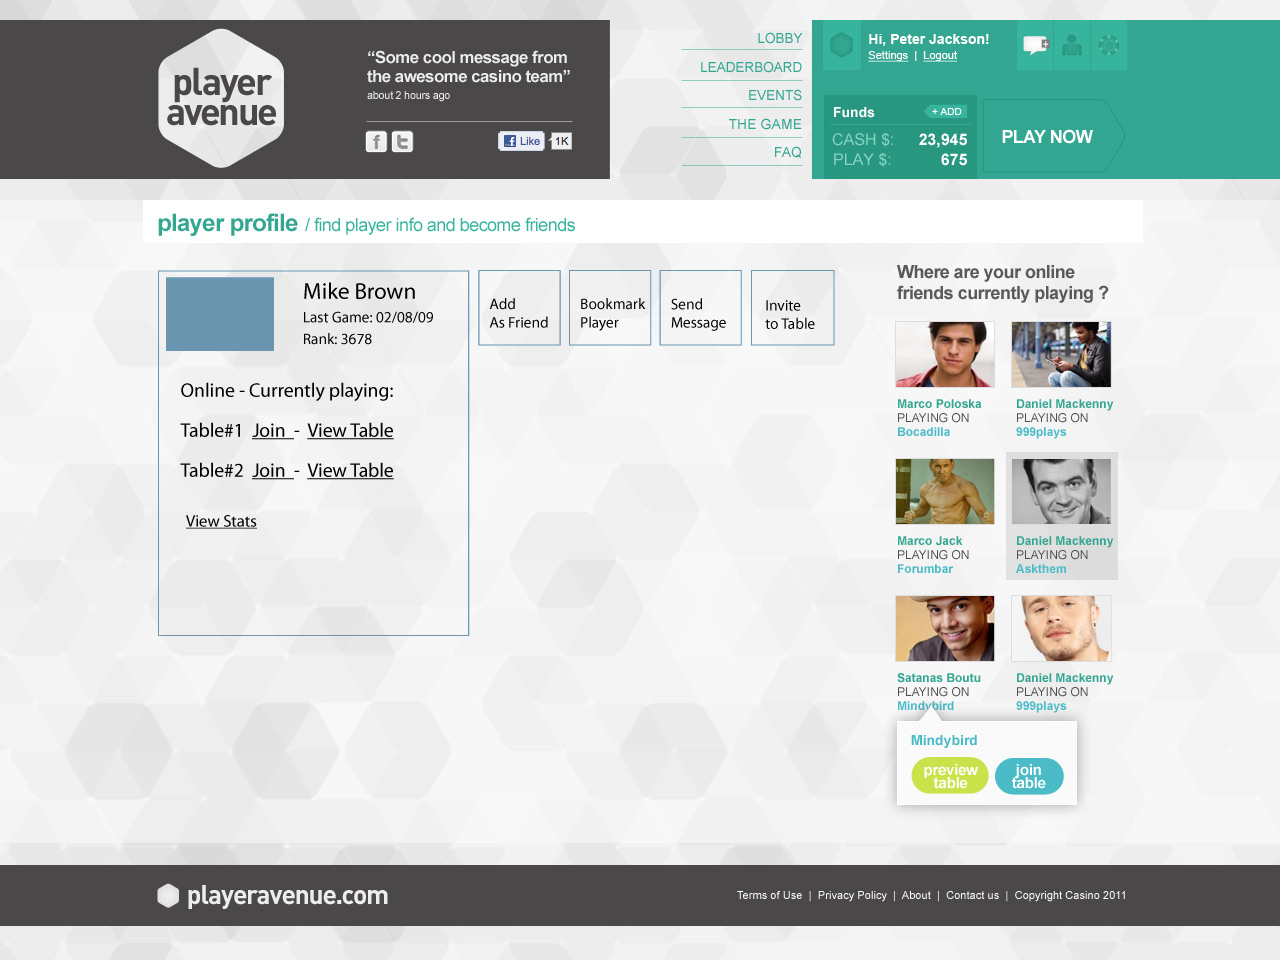 player
avenue
“Some cool message from
the awesome casino team”
about 2 hours ago
f t
Like 1K
LOBBY
LEADERBOARD
EVENTS
THE GAME
FAQ
Hi, Peter Jackson!
Settings | Logout
Funds + ADD
CASH $: 23,945
PLAY $: 675
PLAY NOW
player profile / find player info and become friends
Mike Brown
Last Game: 02/08/09
Rank: 3678
Online - Currently playing:
Table#1 Join - View Table
Table#2 Join - View Table
View Stats
Add
As Friend
Bookmark
Player
Send
Message
Invite
to Table
Where are your online
friends currently playing ?
Marco Poloska
PLAYING ON
Bocadilla
Daniel Mackenny
PLAYING ON
999plays
Marco Jack
PLAYING ON
Forumbar
Daniel Mackenny
PLAYING ON
Askthem
Satanas Boutu
PLAYING ON
Mindybird
Daniel Mackenny
PLAYING ON
999plays
Mindybird
preview
table
join
table
playeravenue.com
Terms of Use | Privacy Policy | About | Contact us | Copyright Casino 2011